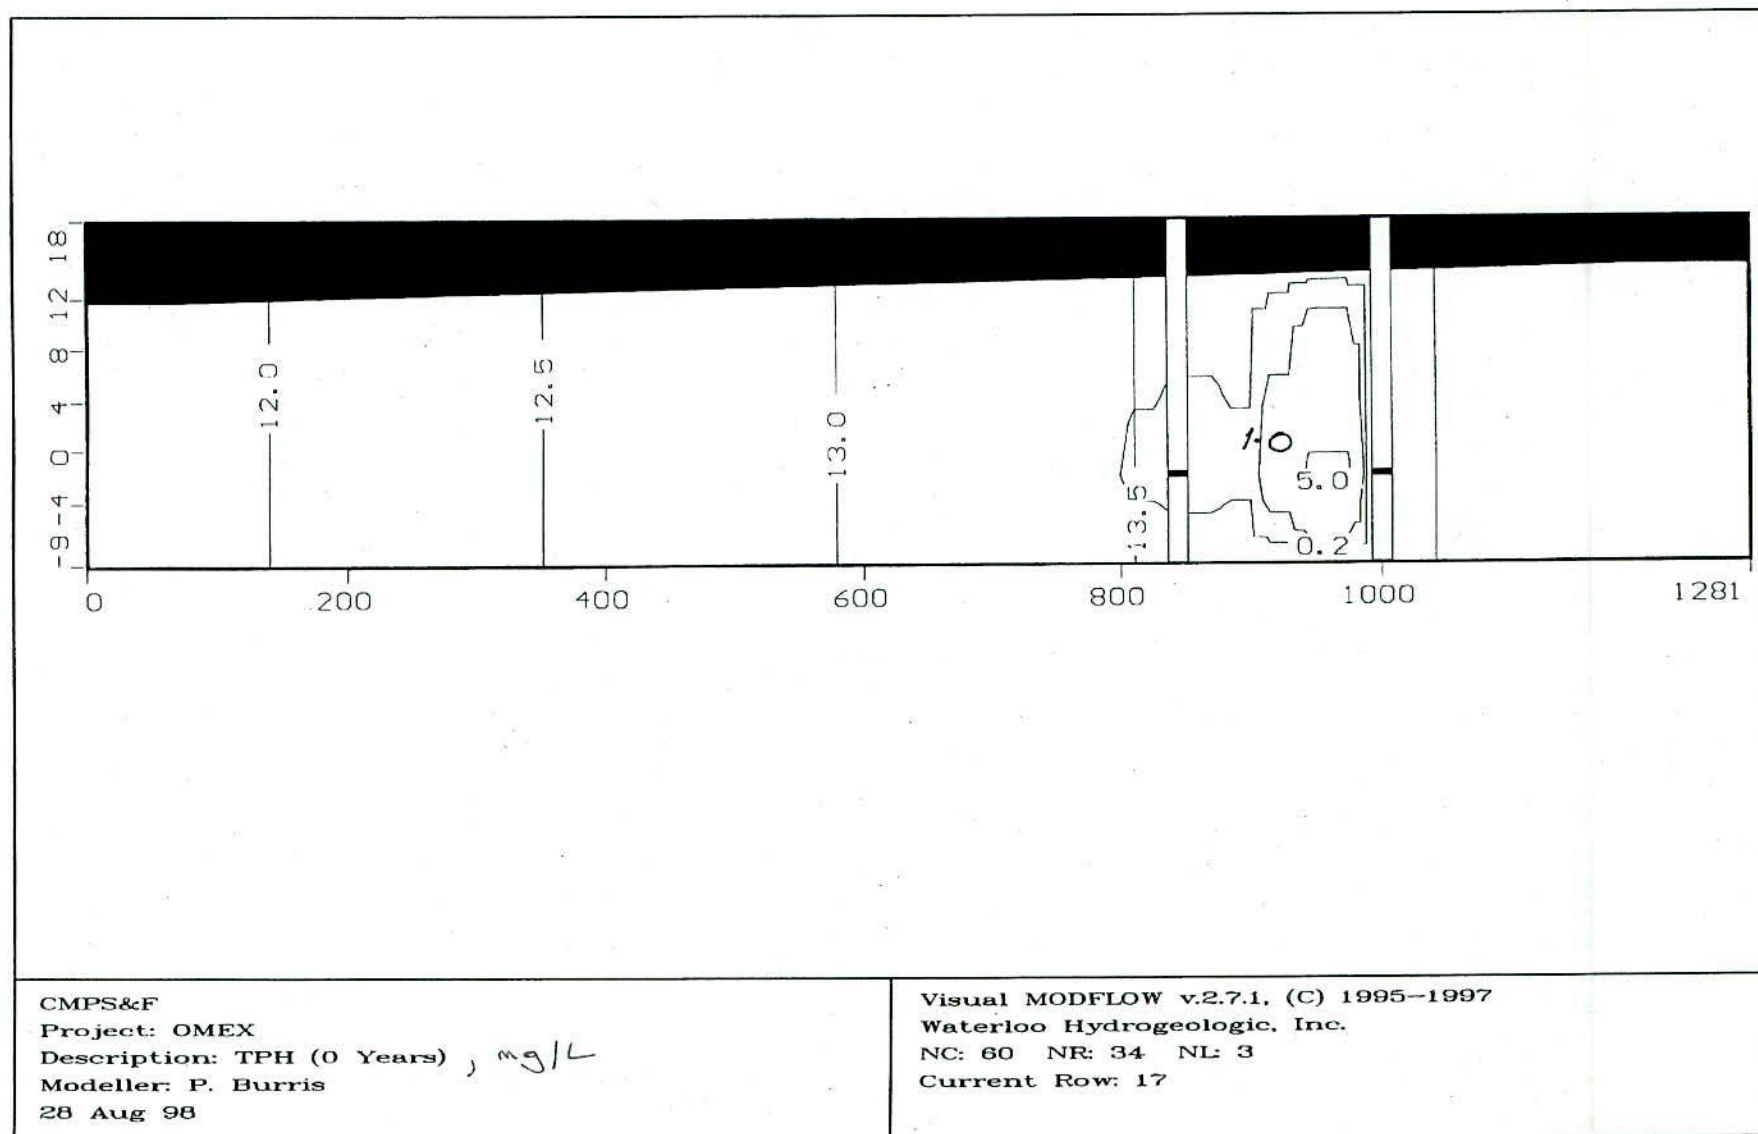 18
12
8
4
0
-4
-9
12.0
12.5
13.0
13.5
1.0
5.0
0.2
0 200 400 600 800 1000 1281
CMPS&F
Project: OMEX
Description: TPH (0 Years) , mg/L
Modeller: P. Burris
28 Aug 98
Visual MODFLOW v.2.7.1, (C) 1995-1997
Waterloo Hydrogeologic, Inc.
NC: 60 NR: 34 NL: 3
Current Row: 17